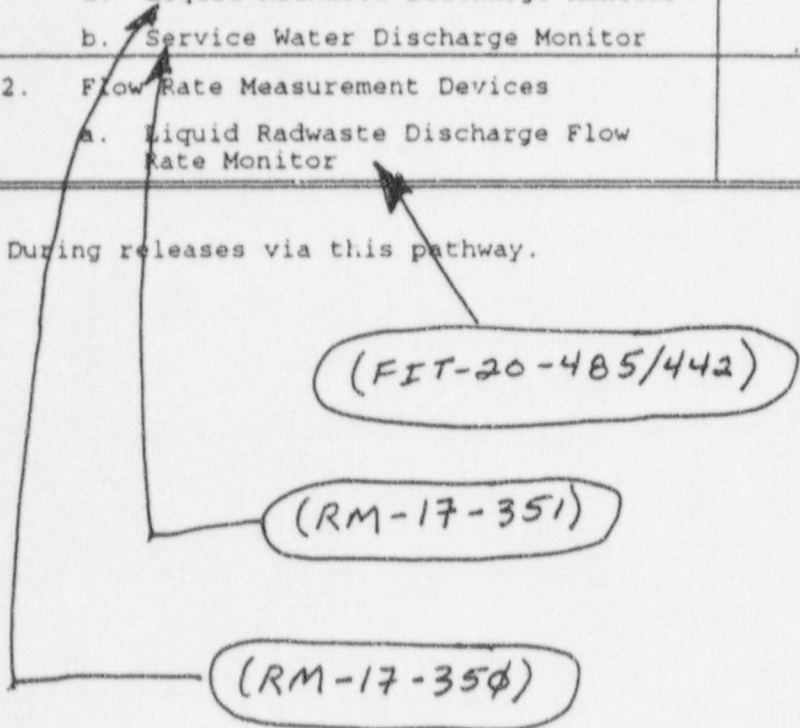 b. Service Water Discharge Monitor
2. Flow Rate Measurement Devices
a. Liquid Radwaste Discharge Flow
Rate Monitor
During releases via this pathway.
(FIT-20-485/442)
(RM-17-351)
(RM-17-35∅)